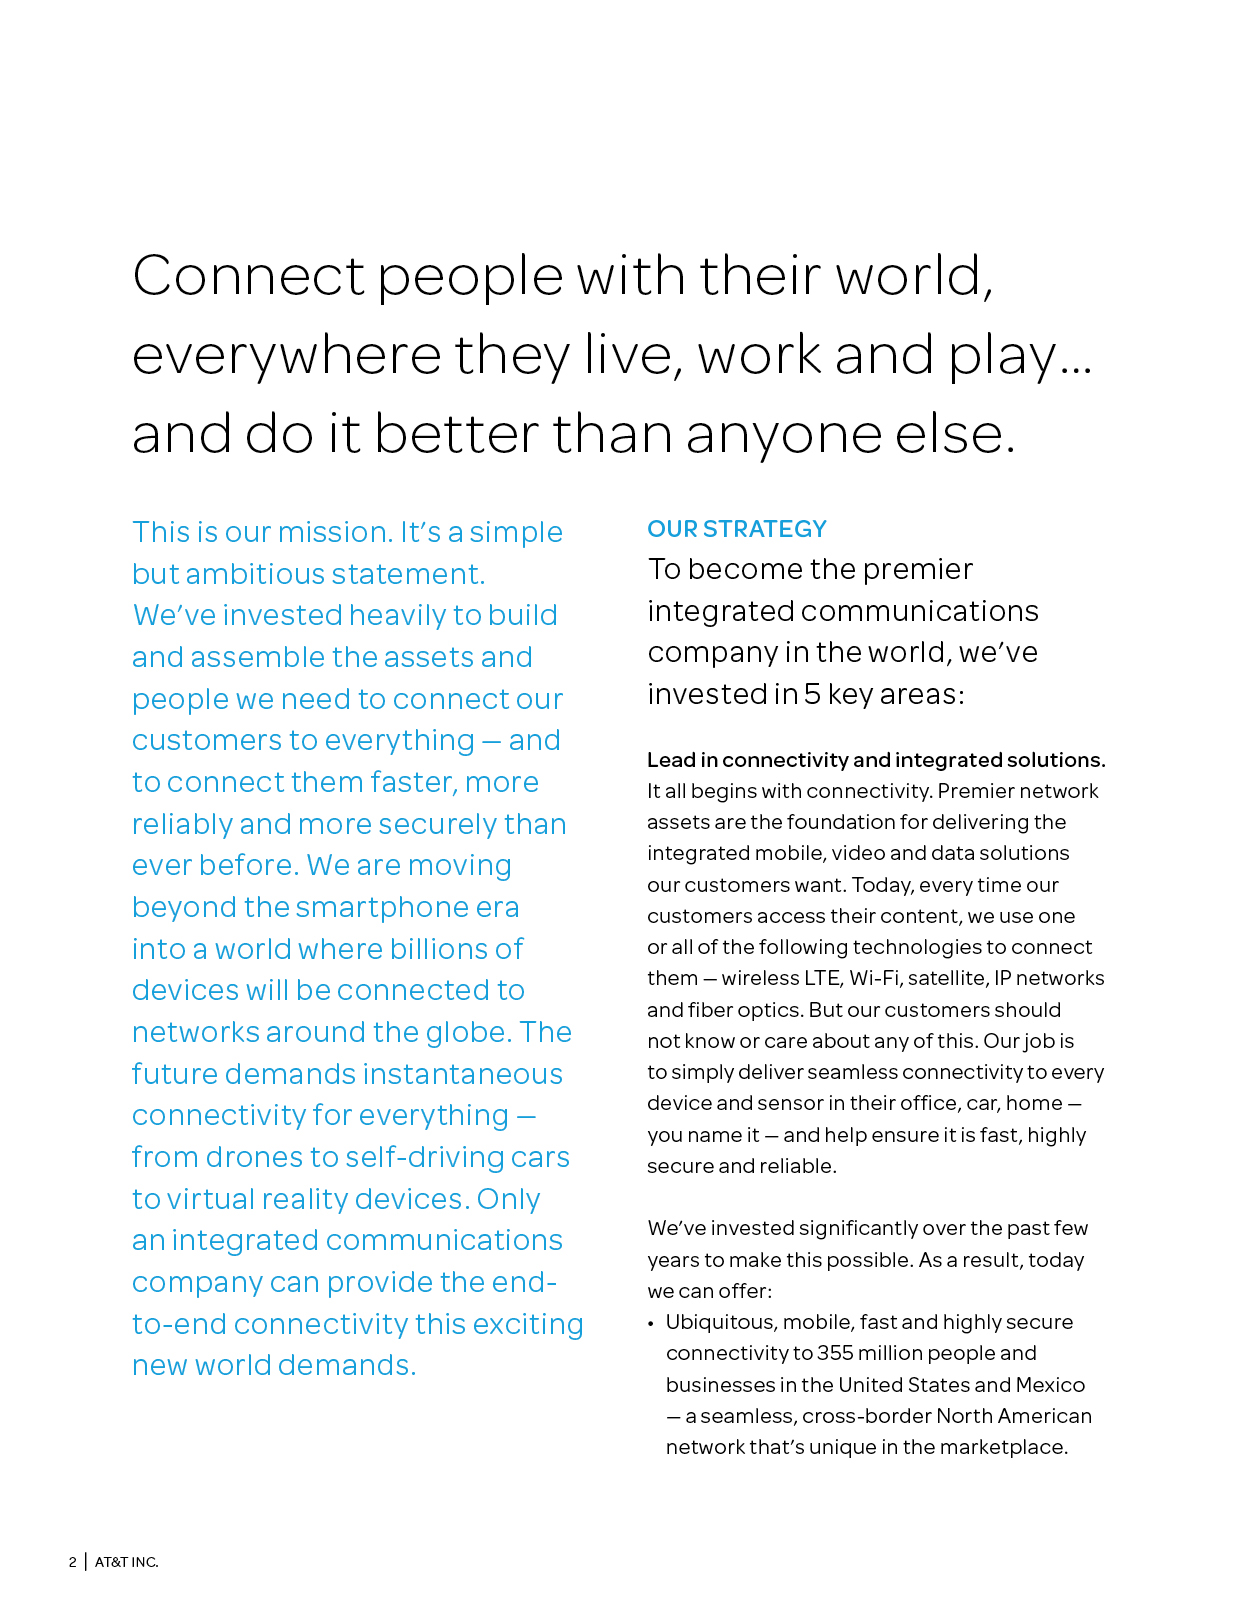 Connect people with their world,
everywhere they live, work and play…
and do it better than anyone else.
This is our mission. It’s a simple
but ambitious statement.
We’ve invested heavily to build
and assemble the assets and
people we need to connect our
customers to everything — and
to connect them faster, more
reliably and more securely than
ever before. We are moving
beyond the smartphone era
into a world where billions of
devices will be connected to
networks around the globe. The
future demands instantaneous
connectivity for everything —
from drones to self-driving cars
to virtual reality devices. Only
an integrated communications
company can provide the end-
to-end connectivity this exciting
new world demands.
OUR STRATEGY
To become the premier
integrated communications
company in the world, we’ve
invested in 5 key areas:
Lead in connectivity and integrated solutions.
It all begins with connectivity. Premier network
assets are the foundation for delivering the
integrated mobile, video and data solutions
our customers want. Today, every time our
customers access their content, we use one
or all of the following technologies to connect
them — wireless LTE, Wi-Fi, satellite, IP networks
and fiber optics. But our customers should
not know or care about any of this. Our job is
to simply deliver seamless connectivity to every
device and sensor in their office, car, home —
you name it — and help ensure it is fast, highly
secure and reliable.
We’ve invested significantly over the past few
years to make this possible. As a result, today
we can offer:
• Ubiquitous, mobile, fast and highly secure
connectivity to 355 million people and
businesses in the United States and Mexico
— a seamless, cross-border North American
network that’s unique in the marketplace.
2 | AT&T INC.